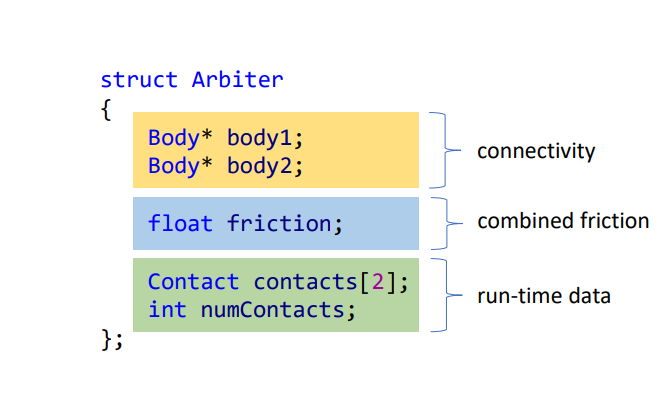 struct Arbiter
{
Body* body1;
Body* body2;
connectivity
float friction;
combined friction
Contact contacts[2];
int numContacts;
run-time data
};